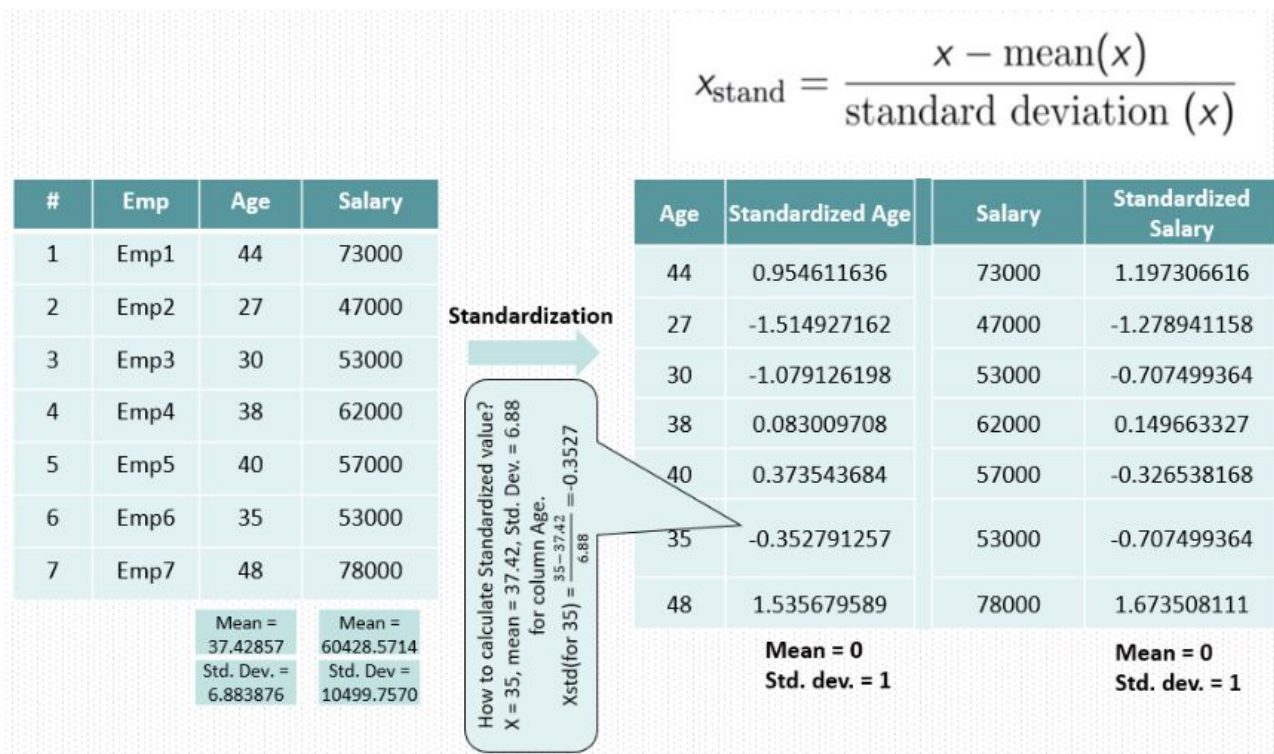 x_stand = x − mean(x) / standard deviation (x)
# Emp Age Salary
1 Emp1 44 73000
2 Emp2 27 47000
3 Emp3 30 53000
4 Emp4 38 62000
5 Emp5 40 57000
6 Emp6 35 53000
7 Emp7 48 78000
Mean = 37.42857
Std. Dev. = 6.883876
Mean = 60428.5714
Std. Dev = 10499.7570
Standardization
How to calculate Standardized value?
X = 35, mean = 37.42, Std. Dev. = 6.88
for column Age.
Xstd(for 35) = 35−37.42 / 6.88 =-0.3527
Age Standardized Age Salary Standardized Salary
44 0.954611636 73000 1.197306616
27 -1.514927162 47000 -1.278941158
30 -1.079126198 53000 -0.707499364
38 0.083009708 62000 0.149663327
40 0.373543684 57000 -0.326538168
35 -0.352791257 53000 -0.707499364
48 1.535679589 78000 1.673508111
Mean = 0
Std. dev. = 1
Mean = 0
Std. dev. = 1